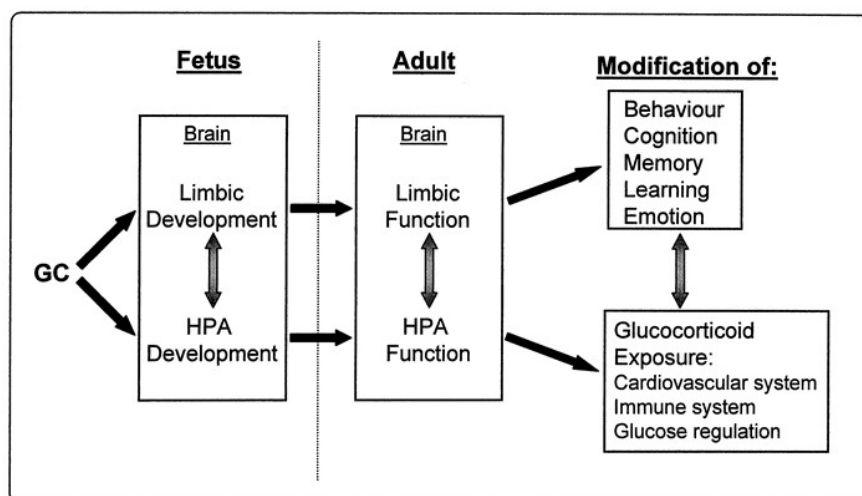 Fetus
Adult
Modification of:
Brain
Limbic
Development
HPA
Development
GC
Brain
Limbic
Function
HPA
Function
Behaviour
Cognition
Memory
Learning
Emotion
Glucocorticoid
Exposure:
Cardiovascular system
Immune system
Glucose regulation